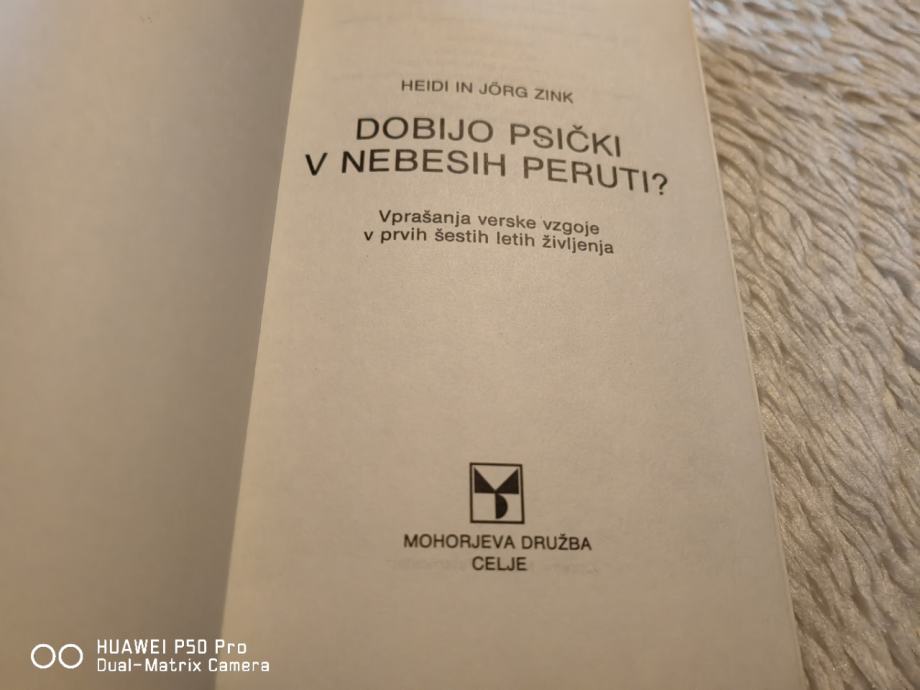 HEIDI IN JÖRG ZINK
DOBIJO PSIČKI
V NEBESIH PERUTI?
Vprašanja verske vzgoje
v prvih šestih letih življenja
MOHORJEVA DRUŽBA
CELJE
HUAWEI P50 Pro
Dual-Matrix Camera